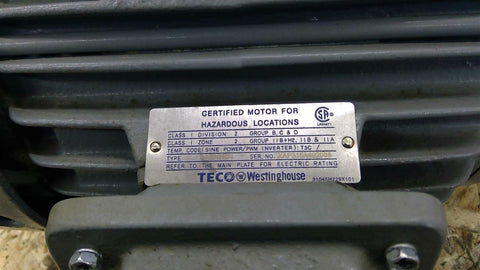 CERTIFIED MOTOR FOR
HAZARDOUS LOCATIONS
CLASS I DIVISION: 2 GROUP B, C & D
CLASS I ZONE: 2 GROUP IIB+H2, IIB & IIA
TEMP. CODE(SINE POWER/PWM INVERTER): T3C /
TYPE SER NO.
REFER TO THE MAIN PLATE FOR ELECTRIC RATING
TECO Westinghouse